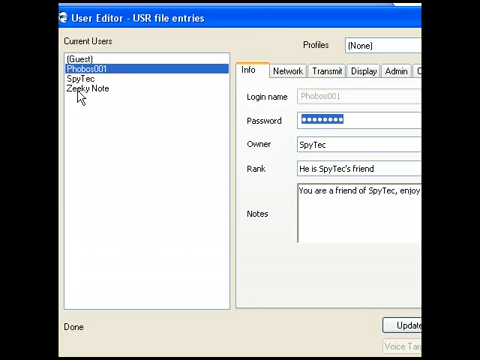 User Editor - USR file entries
Current Users
Profiles
(None)
(Guest)
Phobos001
SpyTec
Zeeky Note
Info Network Transmit Display Admin
Login name
Phobos001
Password
●●●●●●●●
Owner
SpyTec
Rank
He is SpyTec's friend
Notes
You are a friend of SpyTec, enjoy
Done
Update
Voice Tar